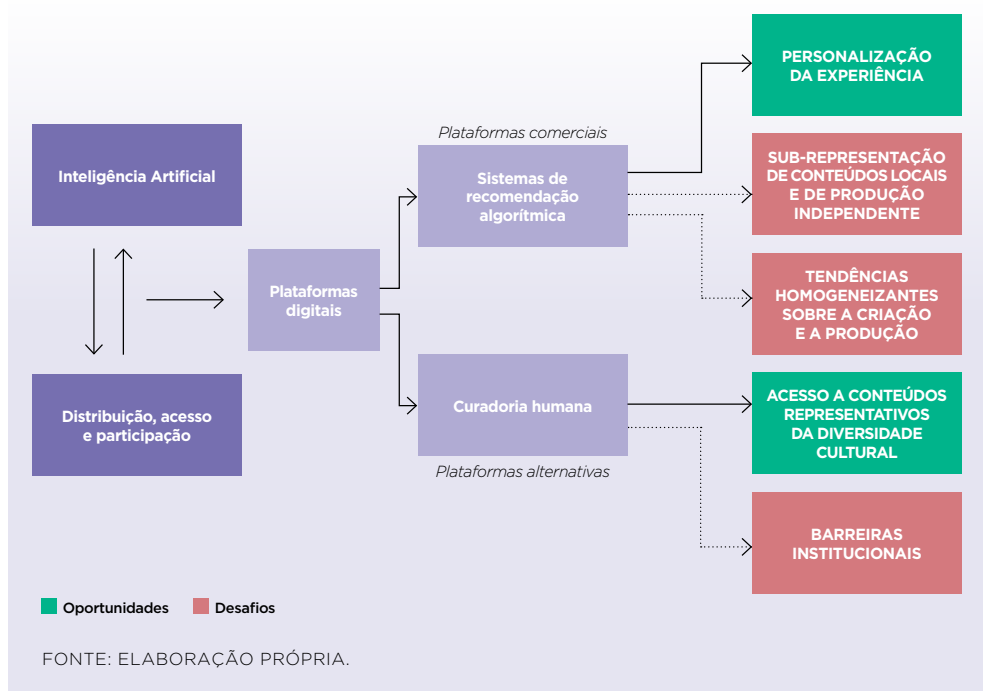 Inteligência Artificial
Distribuição, acesso
e participação
Plataformas
digitais
Plataformas comerciais
Sistemas de
recomendação
algorítmica
Curadoria humana
Plataformas alternativas
PERSONALIZAÇÃO
DA EXPERIÊNCIA
SUB-REPRESENTAÇÃO
DE CONTEÚDOS LOCAIS
E DE PRODUÇÃO
INDEPENDENTE
TENDÊNCIAS
HOMOGENEIZANTES
SOBRE A CRIAÇÃO
E A PRODUÇÃO
ACESSO A CONTEÚDOS
REPRESENTATIVOS
DA DIVERSIDADE
CULTURAL
BARREIRAS
INSTITUCIONAIS
Oportunidades
Desafios
FONTE: ELABORAÇÃO PRÓPRIA.